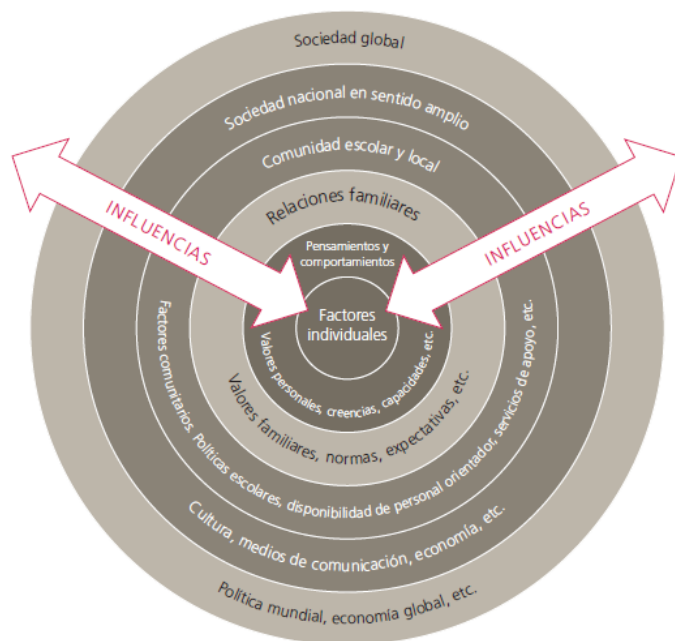 Sociedad global
Sociedad nacional en sentido amplio
Comunidad escolar y local
Relaciones familiares
Pensamientos y
comportamientos
Factores
individuales
INFLUENCIAS
INFLUENCIAS
Valores personales, creencias, capacidades, etc.
Valores familiares, normas, expectativas, etc.
Factores comunitarios. Políticas escolares, disponibilidad de personal orientador, servicios de apoyo, etc.
Cultura, medios de comunicación, economía, etc.
Política mundial, economía global, etc.